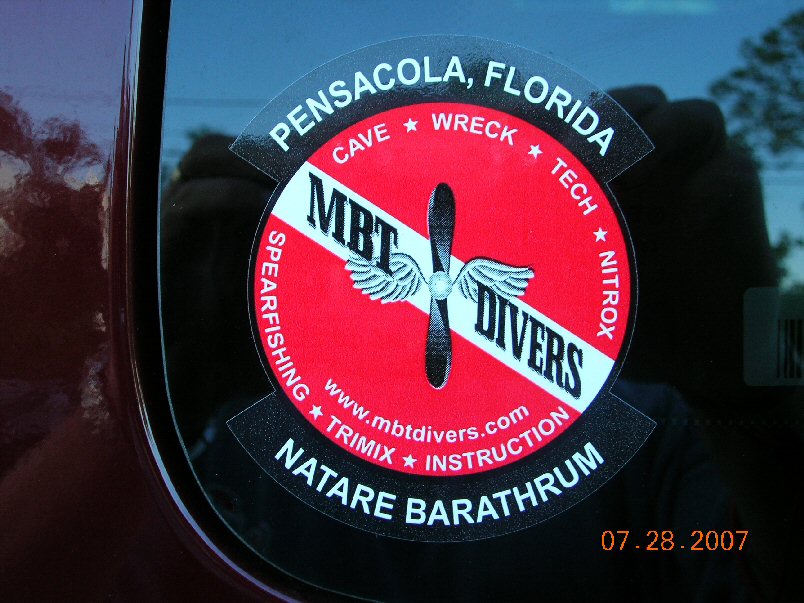 PENSACOLA, FLORIDA
CAVE ★ WRECK ★ TECH ★ NITROX
MBT
DIVERS
SPEARFISHING ★ TRIMIX ★ INSTRUCTION
www.mbtdivers.com
NATARE BARATHRUM
07.28.2007